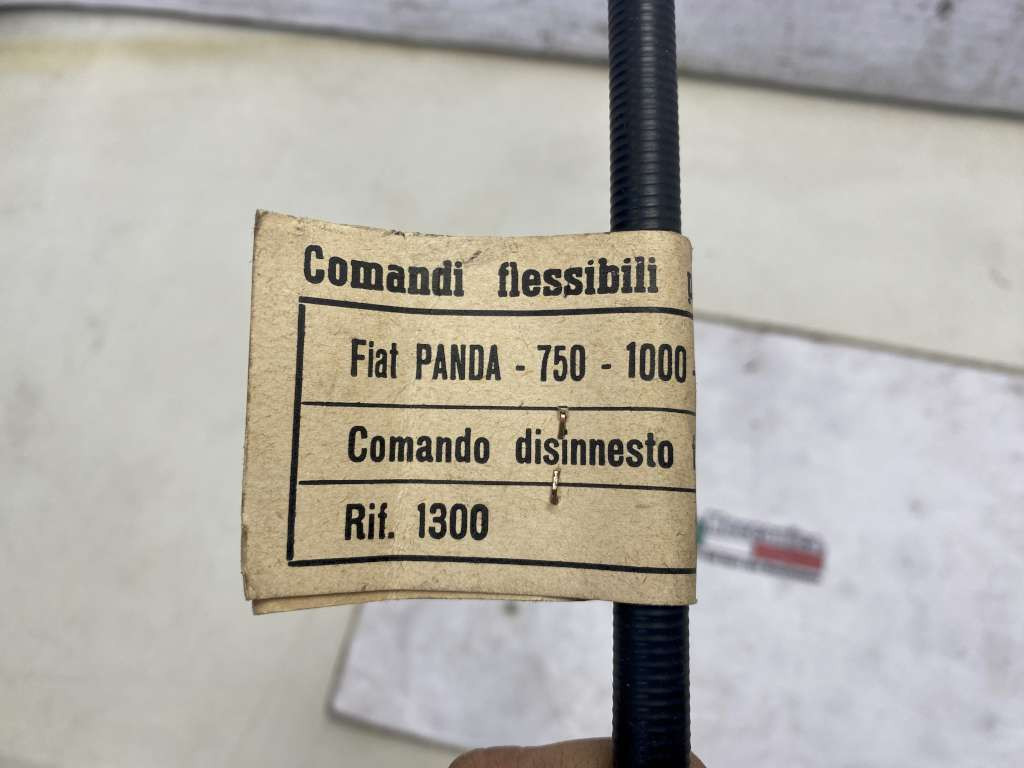 Comandi flessibili
Fiat PANDA - 750 - 1000 -
Comando disinnesto
Rif. 1300